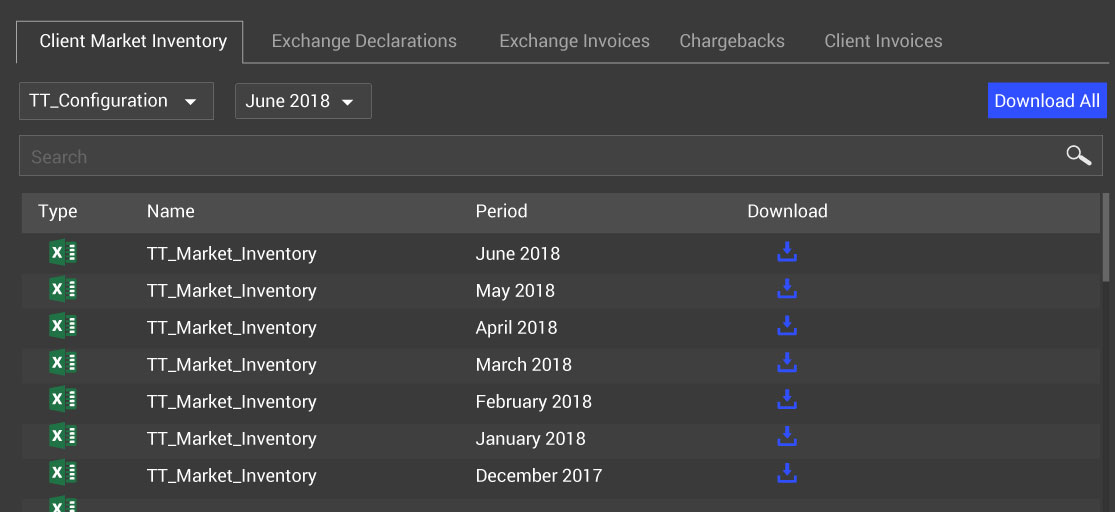 Client Market Inventory Exchange Declarations Exchange Invoices Chargebacks Client Invoices
TT_Configuration June 2018 Download All
Search
Type Name Period Download
X TT_Market_Inventory June 2018
X TT_Market_Inventory May 2018
X TT_Market_Inventory April 2018
X TT_Market_Inventory March 2018
X TT_Market_Inventory February 2018
X TT_Market_Inventory January 2018
X TT_Market_Inventory December 2017
X